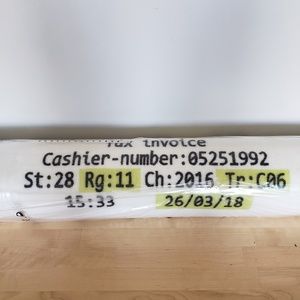 Tax invoice
Cashier-number:05251992
St:28 Rg:11 Ch:2016 Tr:C06
15:33 26/03/18